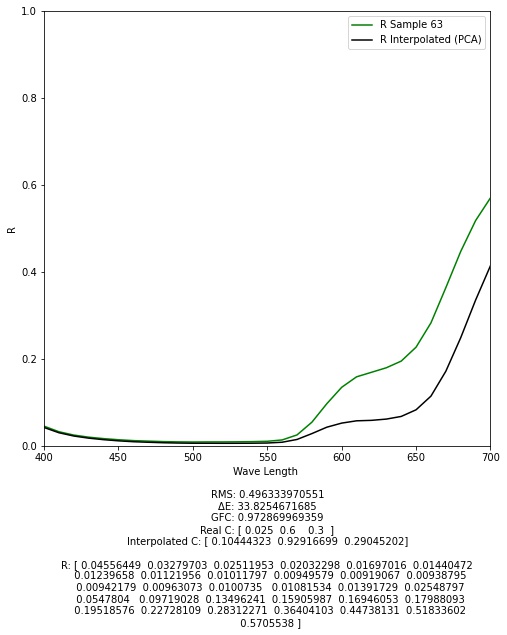 1.0
R Sample 63
R Interpolated (PCA)
0.8
0.6
R
0.4
0.2
0.0
400 450 500 550 600 650 700
Wave Length
RMS: 0.496333970551
ΔE: 33.8254671685
GFC: 0.972869969359
Real C: [ 0.025 0.6 0.3 ]
Interpolated C: [ 0.10444323 0.92916699 0.29045202]
R: [ 0.04556449 0.03279703 0.02511953 0.02032298 0.01697016 0.01440472
0.01239658 0.01121956 0.01011797 0.00949579 0.00919067 0.00938795
0.00942179 0.00963073 0.0100735 0.01081534 0.01391729 0.02548797
0.0547804 0.09719028 0.13496241 0.15905987 0.16946053 0.17988093
0.19518576 0.22728109 0.28312271 0.36404103 0.44738131 0.51833602
0.5705538 ]